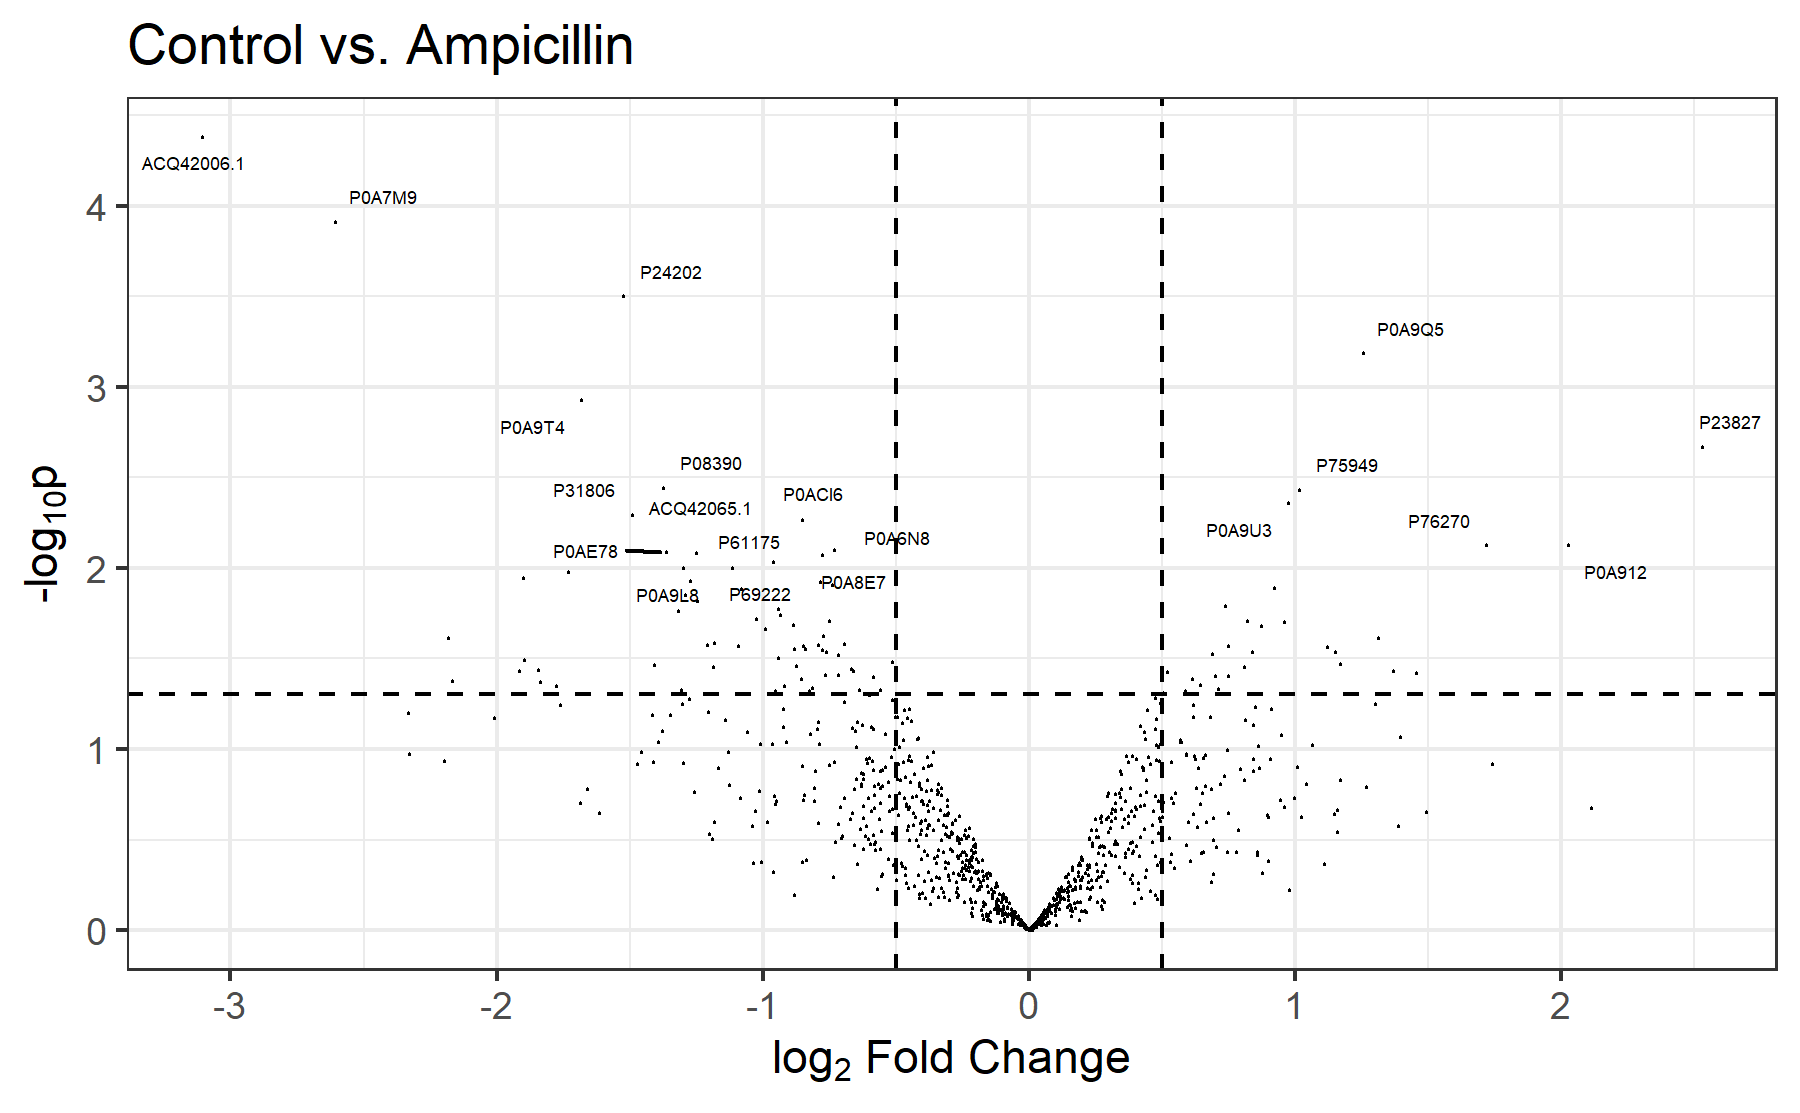 Control vs. Ampicillin
ACQ42006.1
P0A7M9
P24202
P0A9Q5
P0A9T4
P23827
P08390
P75949
P31806
P0ACI6
ACQ42065.1
P76270
P0A9U3
P0A6N8
P61175
P0AE78
P0A912
P0A8E7
P0A9L8
P69222
4
3
2
1
0
-3
-2
-1
0
1
2
-log10p
log2 Fold Change